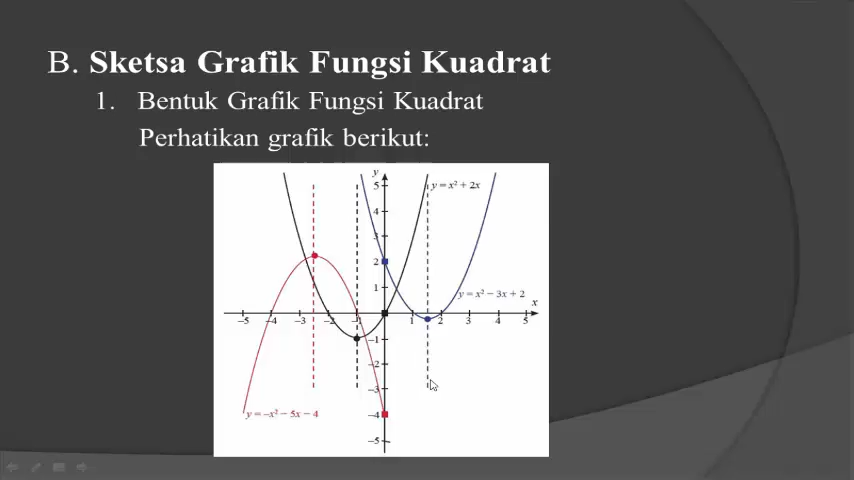 B. Sketsa Grafik Fungsi Kuadrat
1. Bentuk Grafik Fungsi Kuadrat
Perhatikan grafik berikut:
y
5
y = x² + 2x
4
3
2
1
y = x² − 3x + 2
x
−5 −4 −3 −2 −1 1 2 3 4 5
−1
−2
−3
−4
y = −x² − 5x − 4
−5